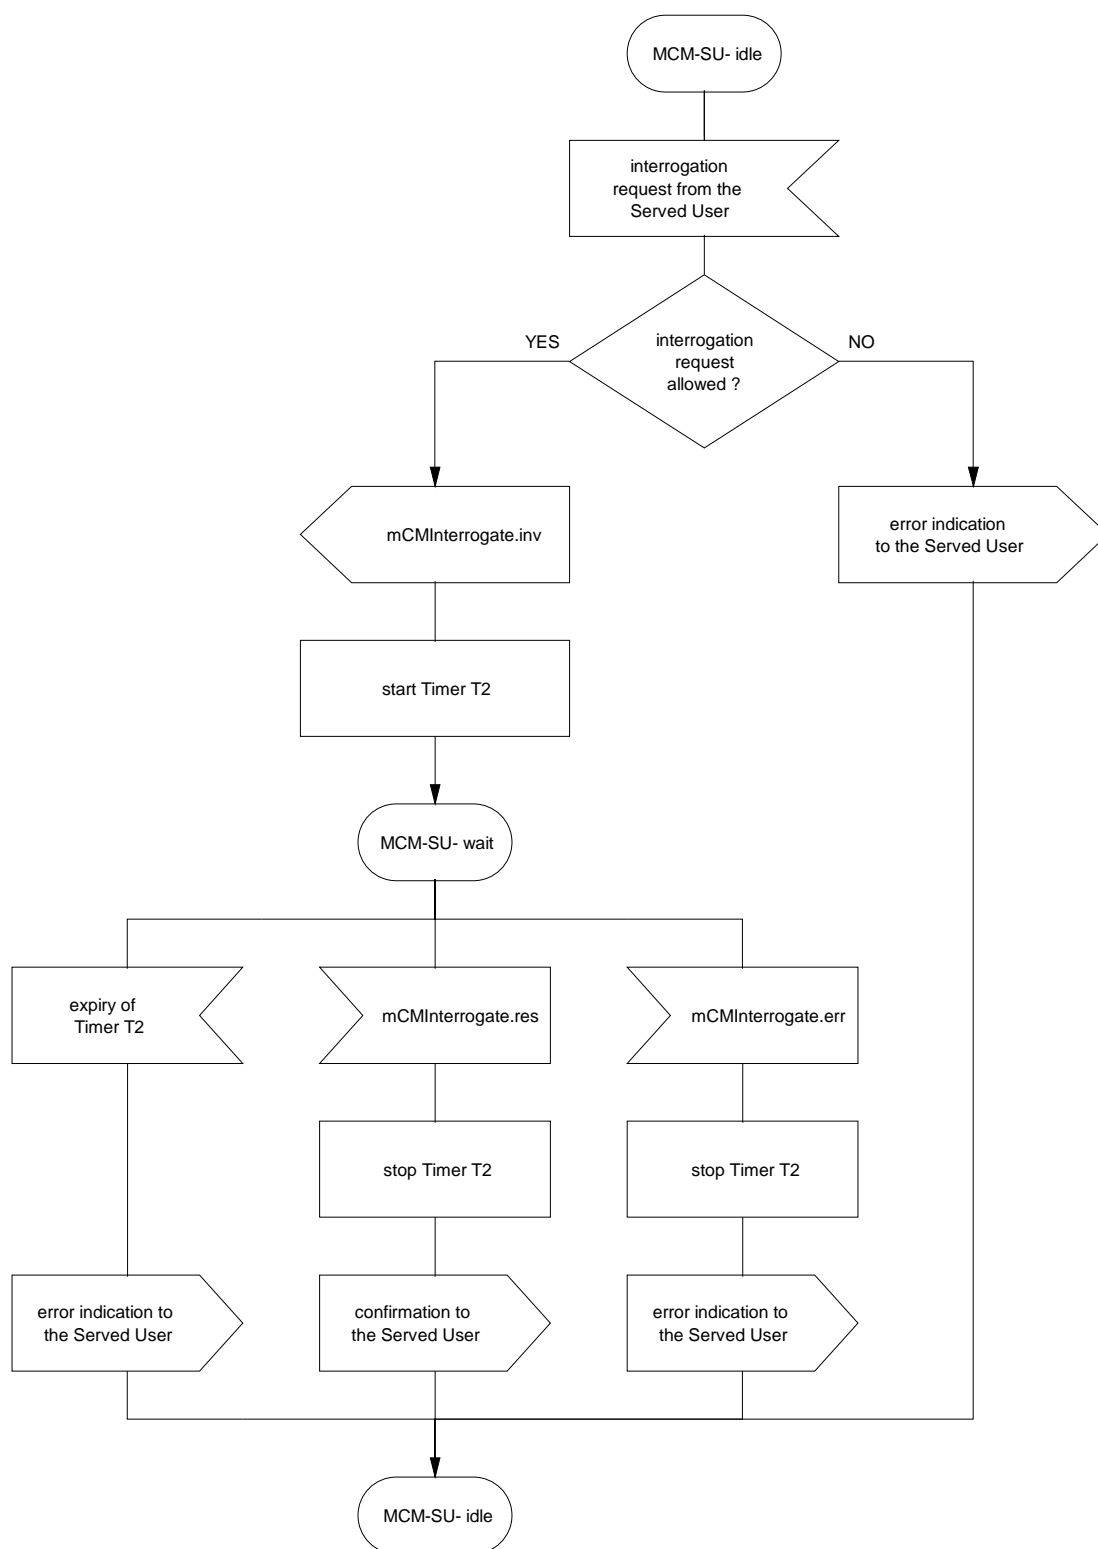 MCM-SU- idle
interrogation
request from the
Served User
YES
interrogation
request
allowed ?
NO
mCMInterrogate.inv
error indication
to the Served User
start Timer T2
MCM-SU- wait
expiry of
Timer T2
mCMInterrogate.res
mCMInterrogate.err
stop Timer T2
stop Timer T2
error indication to
the Served User
confirmation to
the Served User
error indication to
the Served User
MCM-SU- idle